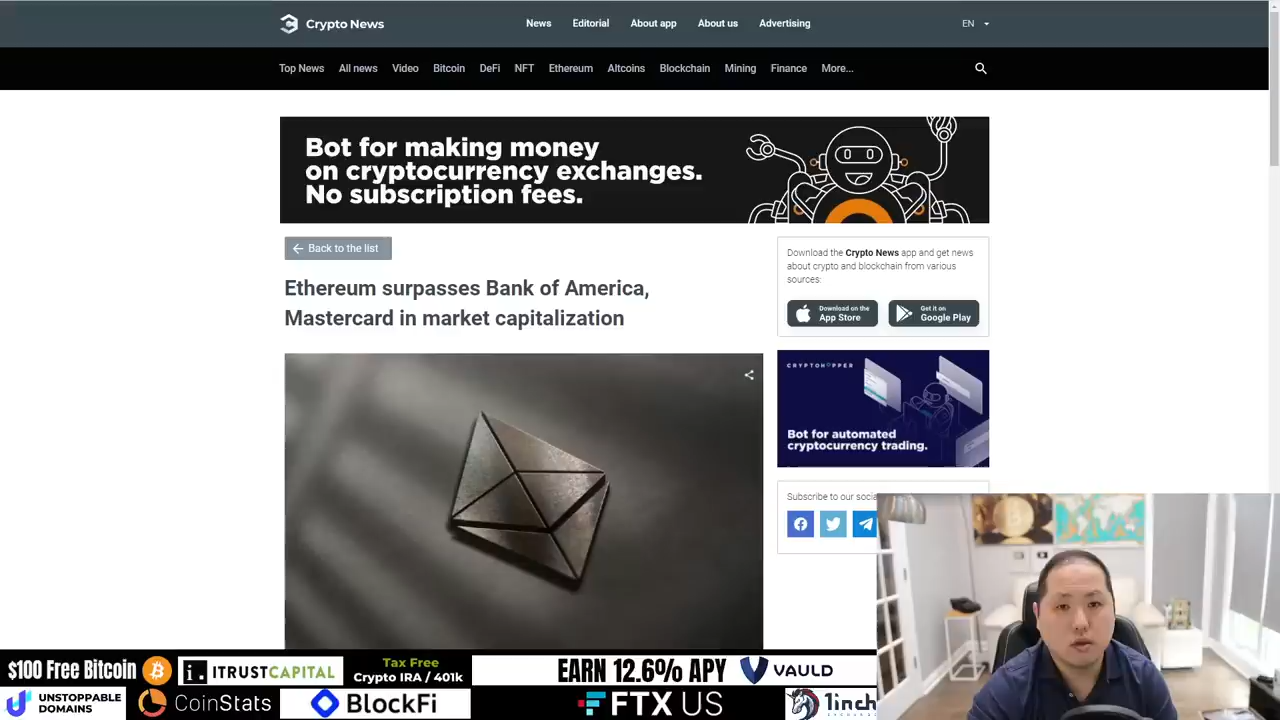 Crypto News
News Editorial About app About us Advertising
EN
Top News All news Video Bitcoin DeFi NFT Ethereum Altcoins Blockchain Mining Finance More...
Bot for making money
on cryptocurrency exchanges.
No subscription fees.
Back to the list
Ethereum surpasses Bank of America,
Mastercard in market capitalization
Download the Crypto News app and get news
about crypto and blockchain from various
sources:
Download on the
App Store
Get it on
Google Play
CRYPTOHOPPER
Bot for automated
cryptocurrency trading.
Subscribe to our socia
$100 Free Bitcoin
i. ITRUSTCAPITAL
Tax Free
Crypto IRA / 401k
EARN 12.6% APY
VAULD
UNSTOPPABLE
DOMAINS
CoinStats
BlockFi
FTX US
1inch
EXCHANGE